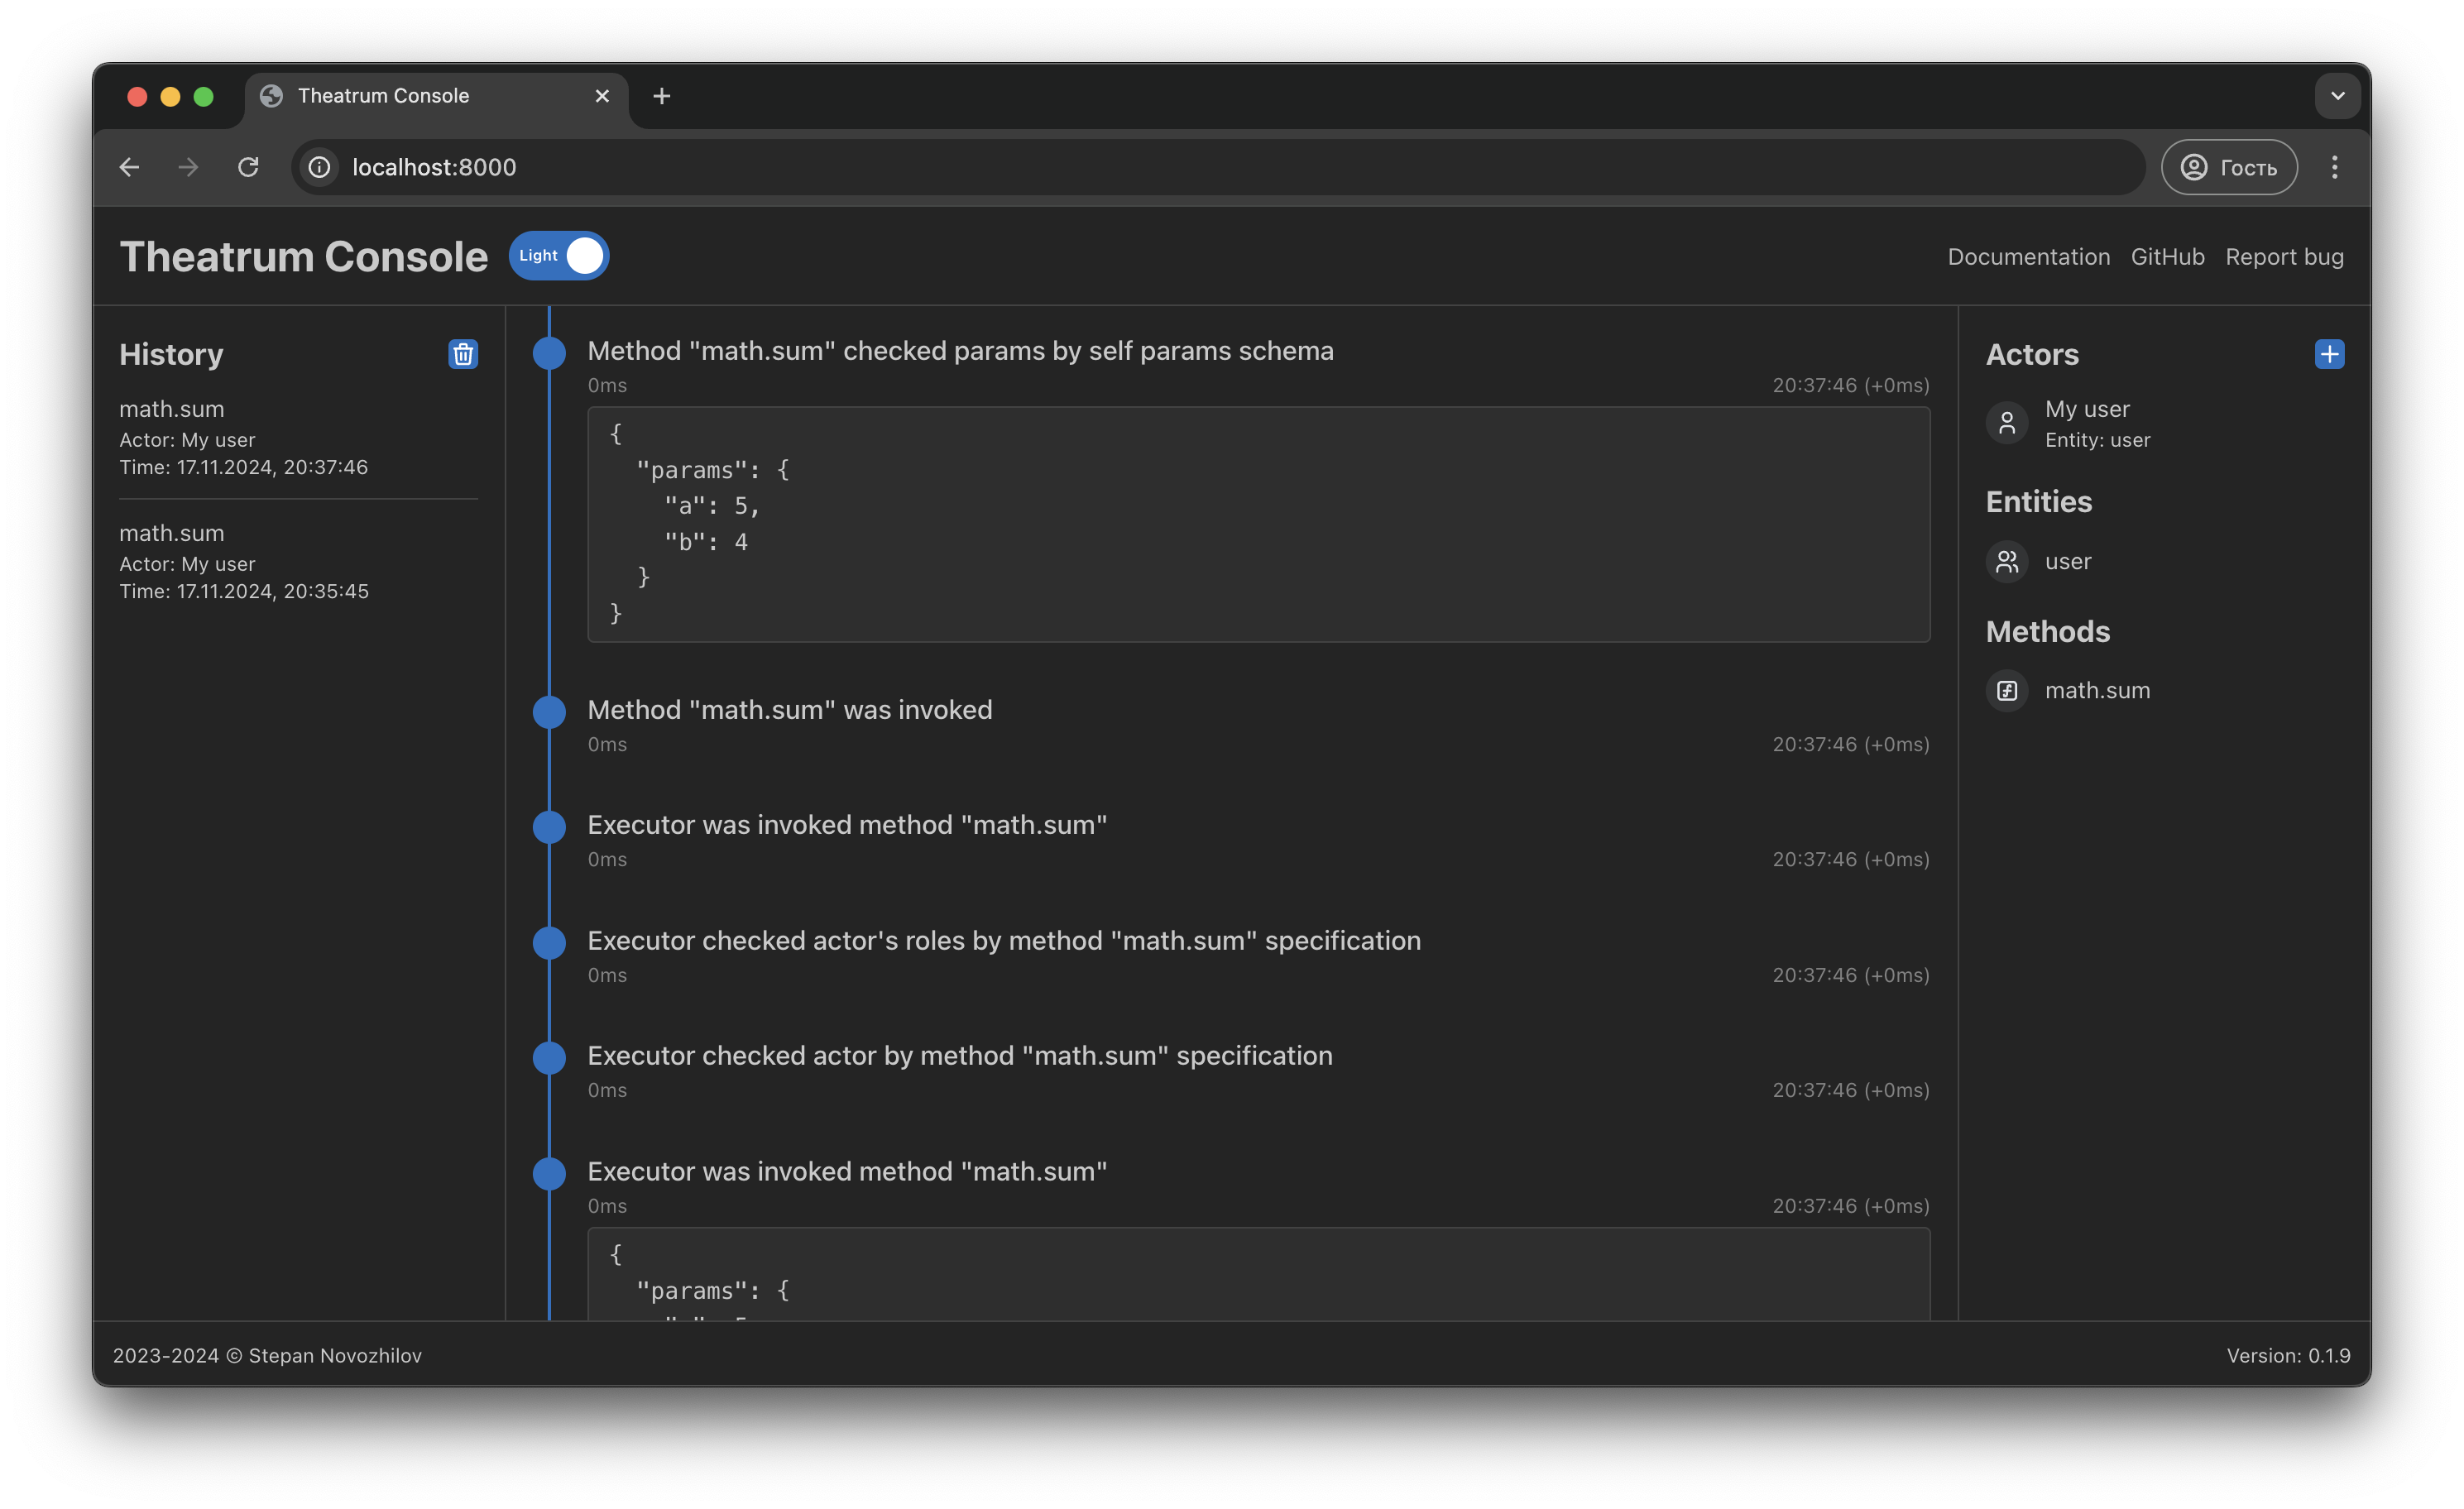 Theatrum Console
localhost:8000
Гость
Theatrum Console
Light
Documentation GitHub Report bug
History
math.sum
Actor: My user
Time: 17.11.2024, 20:37:46
math.sum
Actor: My user
Time: 17.11.2024, 20:35:45
Method "math.sum" checked params by self params schema
0ms 20:37:46 (+0ms)
{
"params": {
"a": 5,
"b": 4
}
}
Method "math.sum" was invoked
0ms 20:37:46 (+0ms)
Executor was invoked method "math.sum"
0ms 20:37:46 (+0ms)
Executor checked actor's roles by method "math.sum" specification
0ms 20:37:46 (+0ms)
Executor checked actor by method "math.sum" specification
0ms 20:37:46 (+0ms)
Executor was invoked method "math.sum"
0ms 20:37:46 (+0ms)
{
"params": {
Actors
My user
Entity: user
Entities
user
Methods
math.sum
2023-2024 © Stepan Novozhilov
Version: 0.1.9